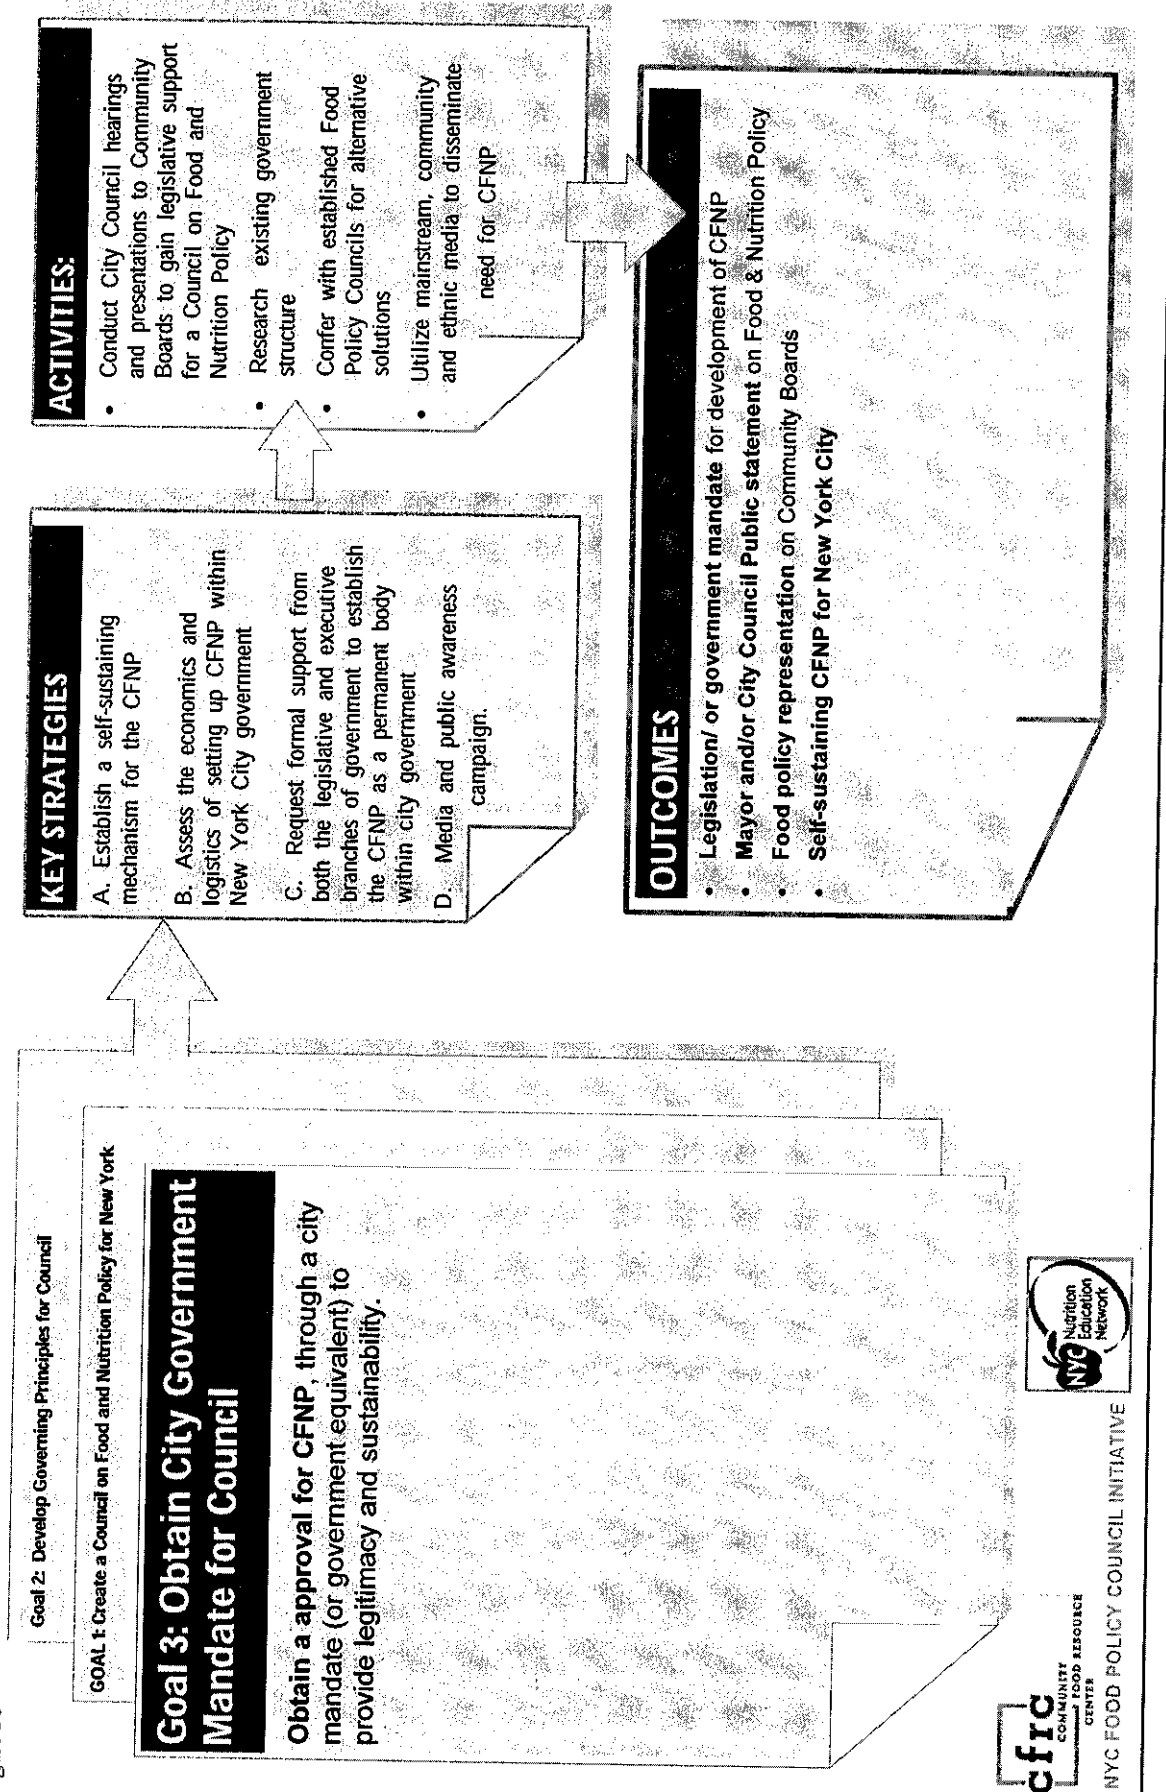 Goal 2: Develop Governing Principles for Council
GOAL 1: Create a Council on Food and Nutrition Policy for New York
Goal 3: Obtain City Government
Mandate for Council
Obtain a approval for CFNP, through a city
mandate (or government equivalent) to
provide legitimacy and sustainability.
KEY STRATEGIES
A. Establish a self-sustaining
mechanism for the CFNP
B. Assess the economics and
logistics of setting up CFNP within
New York City government
C. Request formal support from
both the legislative and executive
branches of government to establish
the CFNP as a permanent body
within city government
D. Media and public awareness
campaign.
ACTIVITIES:
• Conduct City Council hearings
and presentations to Community
Boards to gain legislative support
for a Council on Food and
Nutrition Policy
• Research existing government
structure
• Confer with established Food
Policy Councils for alternative
solutions
• Utilize mainstream, community
and ethnic media to disseminate
need for CFNP
OUTCOMES
• Legislation/ or government mandate for development of CFNP
• Mayor and/or City Council Public statement on Food & Nutrition Policy
• Food policy representation on Community Boards
• Self-sustaining CFNP for New York City
cfrc
COMMUNITY
FOOD RESOURCE
CENTER
NYC FOOD POLICY COUNCIL INITIATIVE
NYC
Nutrition
Education
Network